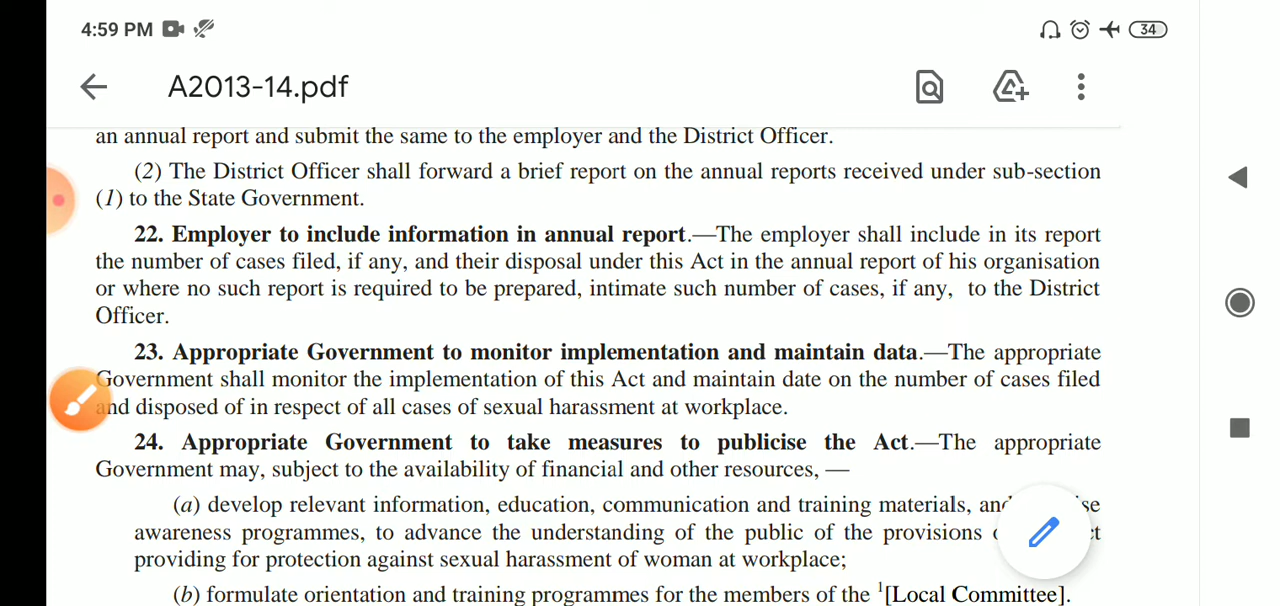 4:59 PM
34
A2013-14.pdf
an annual report and submit the same to the employer and the District Officer.
(2) The District Officer shall forward a brief report on the annual reports received under sub-section
(1) to the State Government.
22. Employer to include information in annual report.—The employer shall include in its report
the number of cases filed, if any, and their disposal under this Act in the annual report of his organisation
or where no such report is required to be prepared, intimate such number of cases, if any, to the District
Officer.
23. Appropriate Government to monitor implementation and maintain data.—The appropriate
Government shall monitor the implementation of this Act and maintain date on the number of cases filed
and disposed of in respect of all cases of sexual harassment at workplace.
24. Appropriate Government to take measures to publicise the Act.—The appropriate
Government may, subject to the availability of financial and other resources, —
(a) develop relevant information, education, communication and training materials,
awareness programmes, to advance the understanding of the public of the provisions
providing for protection against sexual harassment of woman at workplace;
(b) formulate orientation and training programmes for the members of the 1[Local Committee].